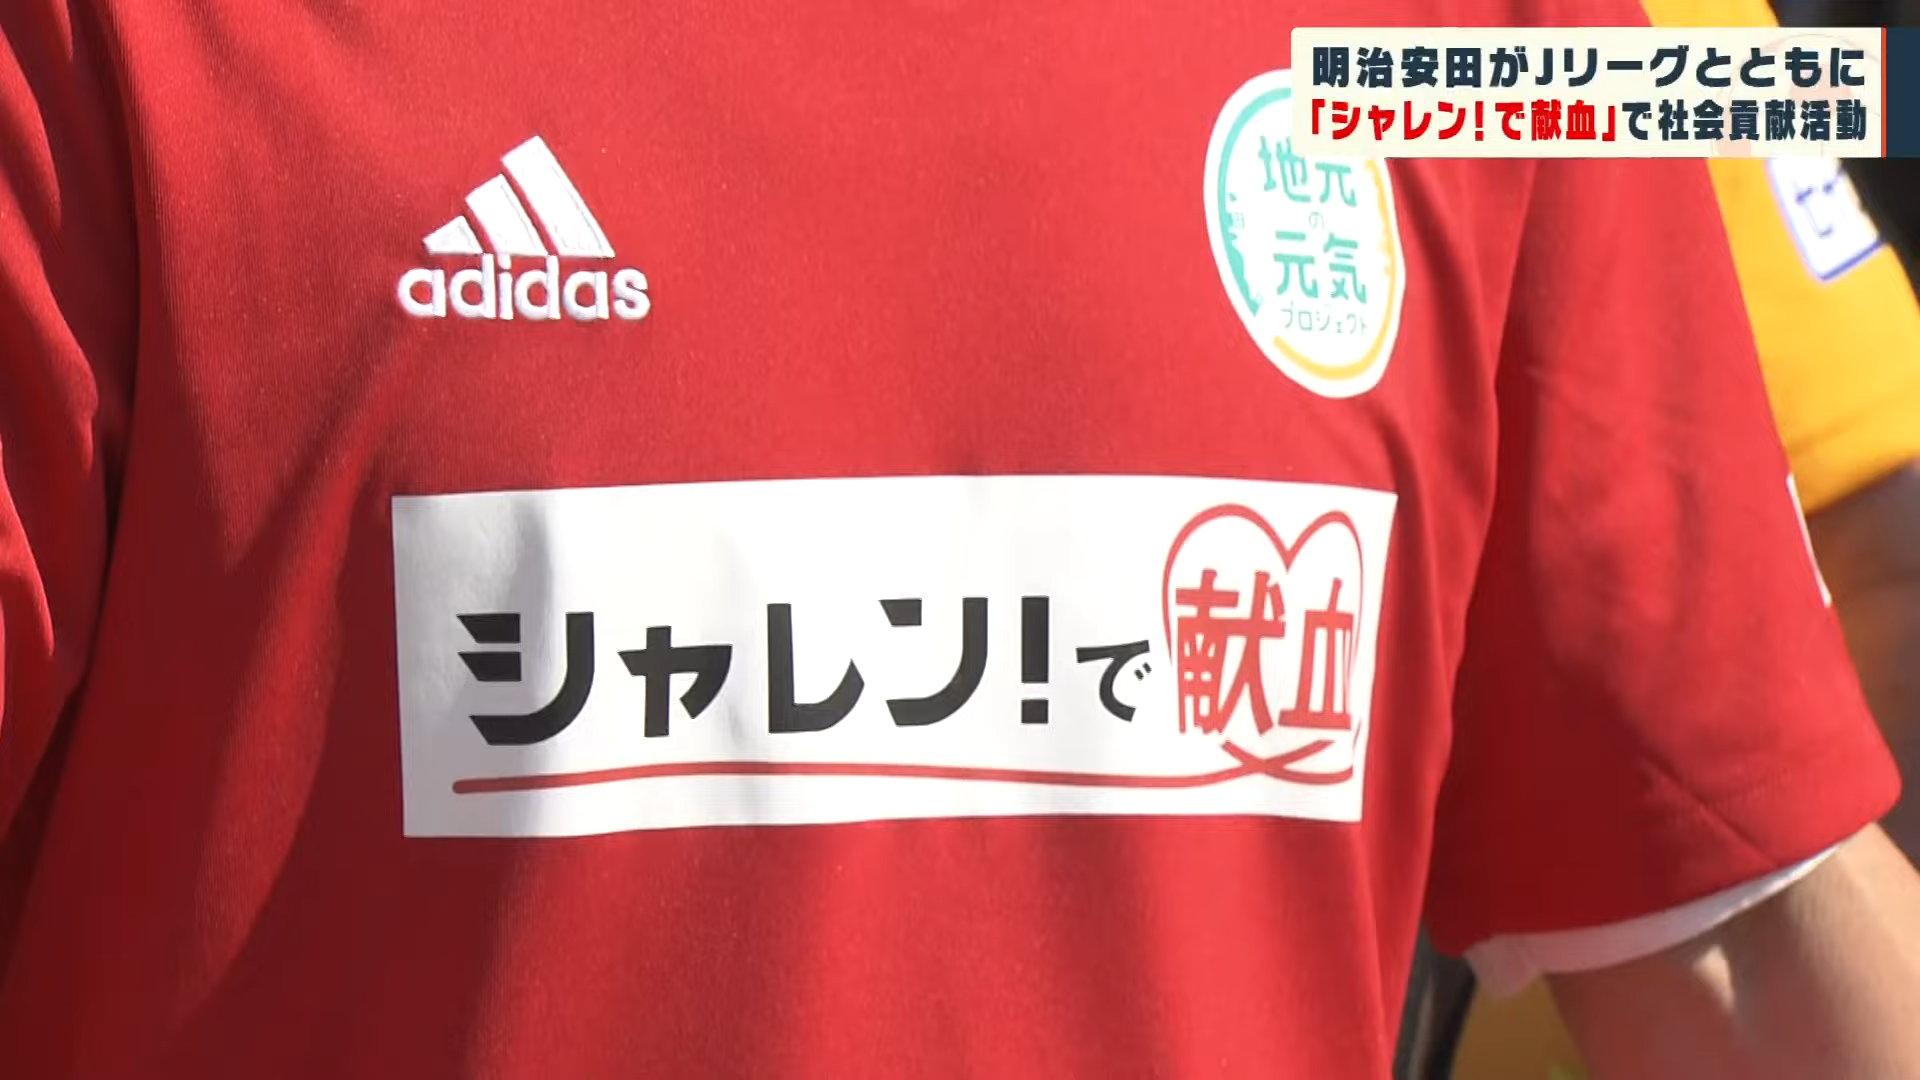 明治安田がJリーグとともに
「シャレン!で献血」で社会貢献活動
adidas
地元
の
元気
プロジェクト
シャレン!で献血